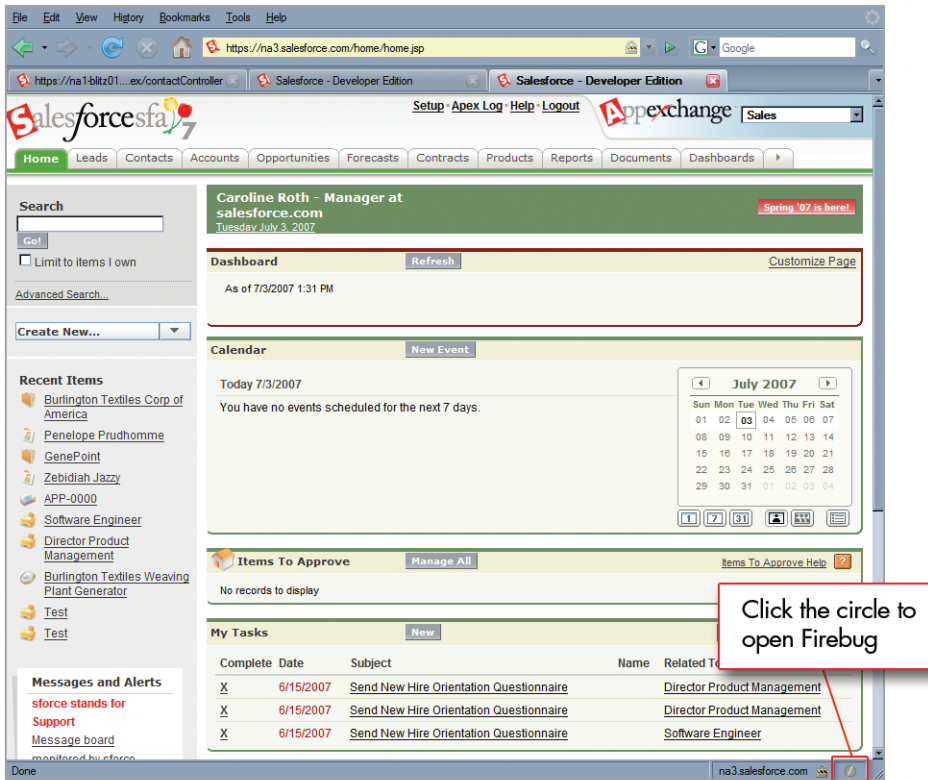 File Edit View History Bookmarks Tools Help
https://na3.salesforce.com/home/home.jsp
Google
https://na1-blitz01....ex/contactController
Salesforce - Developer Edition
Salesforce - Developer Edition
Salesforcesfa 7
Setup · Apex Log · Help · Logout
Appexchange
Sales
Home Leads Contacts Accounts Opportunities Forecasts Contracts Products Reports Documents Dashboards
Search
Go!
Limit to items I own
Advanced Search...
Create New...
Recent Items
Burlington Textiles Corp of
America
Penelope Prudhomme
GenePoint
Zebidiah Jazzy
APP-0000
Software Engineer
Director Product
Management
Burlington Textiles Weaving
Plant Generator
Test
Test
Messages and Alerts
sforce stands for
Support
Message board
monitored by sforce
Caroline Roth - Manager at
salesforce.com
Tuesday July 3, 2007
Spring '07 is here!
Dashboard Refresh Customize Page
As of 7/3/2007 1:31 PM
Calendar New Event
Today 7/3/2007
You have no events scheduled for the next 7 days.
July 2007
Sun Mon Tue Wed Thu Fri Sat
01 02 03 04 05 06 07
08 09 10 11 12 13 14
15 16 17 18 19 20 21
22 23 24 25 26 27 28
29 30 31 01 02 03 04
1 7 31
Items To Approve Manage All Items To Approve Help ?
No records to display
My Tasks New
Complete Date Subject Name Related To
X 6/15/2007 Send New Hire Orientation Questionnaire Director Product Management
X 6/15/2007 Send New Hire Orientation Questionnaire Director Product Management
X 6/15/2007 Send New Hire Orientation Questionnaire Software Engineer
Click the circle to
open Firebug
Done
na3.salesforce.com